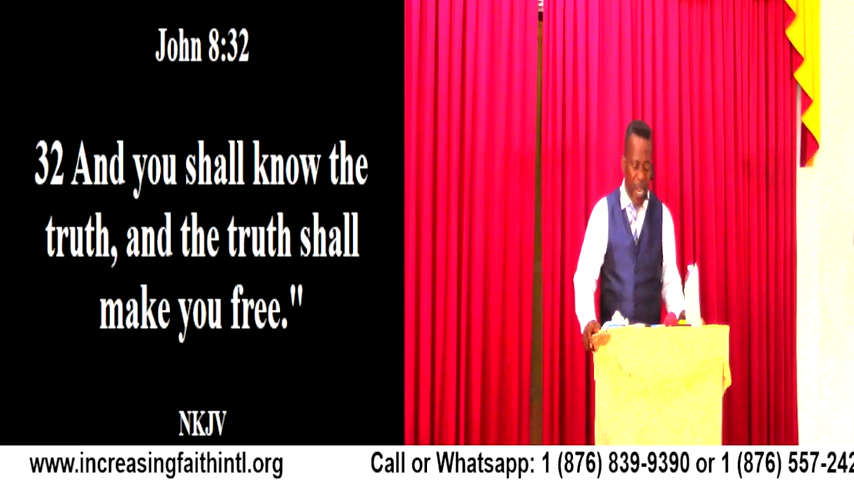 John 8:32
32 And you shall know the
truth, and the truth shall
make you free."
NKJV
www.increasingfaithintl.org
Call or Whatsapp: 1 (876) 839-9390 or 1 (876) 557-242